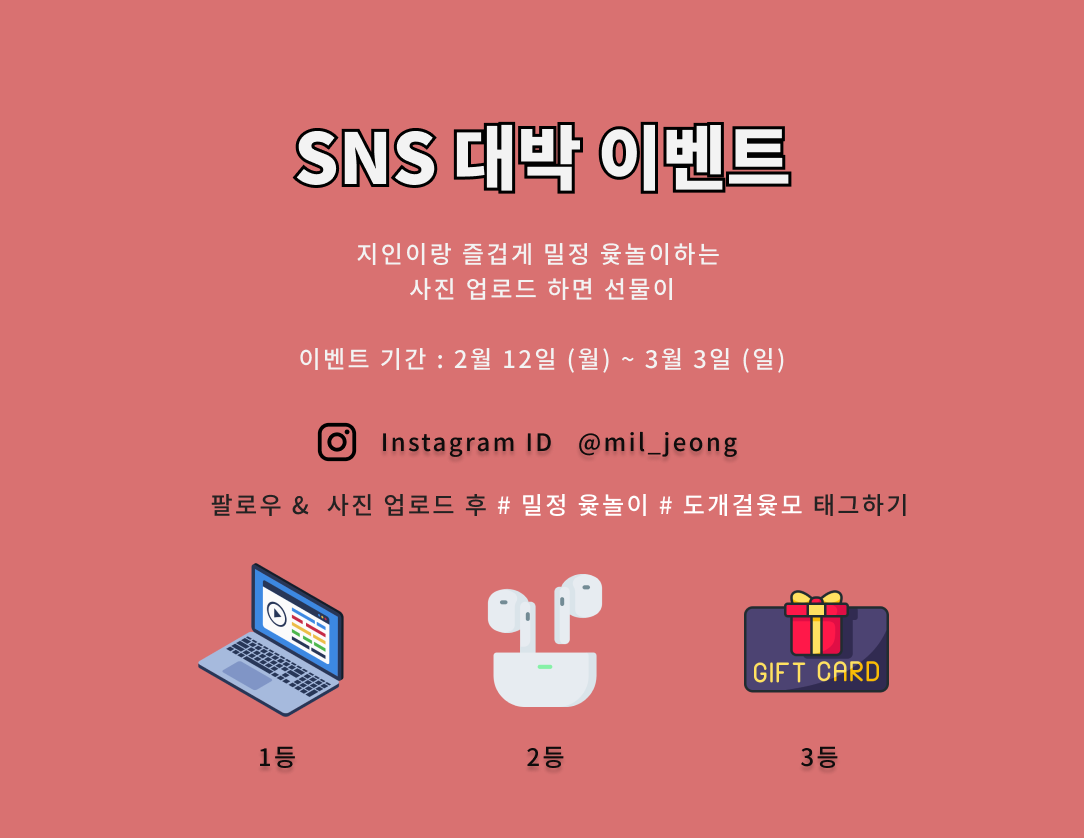 SNS 대박 이벤트
지인이랑 즐겁게 밀정 윷놀이하는
사진 업로드 하면 선물이
이벤트 기간 : 2월 12일 (월) ~ 3월 3일 (일)
Instagram ID @mil_jeong
팔로우 & 사진 업로드 후 # 밀정 윷놀이 # 도개걸윷모 태그하기
GIFT CARD
1등
2등
3등